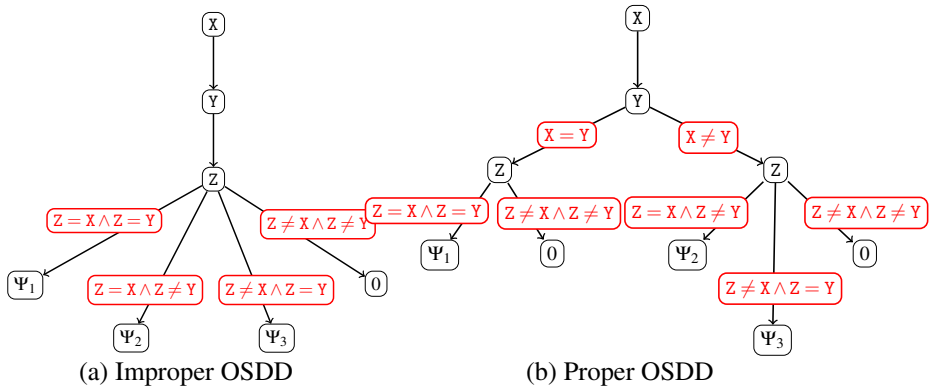 X
Y
Z
Z = X ∧ Z = Y
Z ≠ X ∧ Z ≠ Y
Ψ1
Z = X ∧ Z ≠ Y
Z ≠ X ∧ Z = Y
0
Ψ2
Ψ3
(a) Improper OSDD
X
Y
X = Y
X ≠ Y
Z
Z
Z = X ∧ Z = Y
Z ≠ X ∧ Z ≠ Y
Z = X ∧ Z ≠ Y
Z ≠ X ∧ Z ≠ Y
Ψ1
0
Ψ2
0
Z ≠ X ∧ Z = Y
Ψ3
(b) Proper OSDD